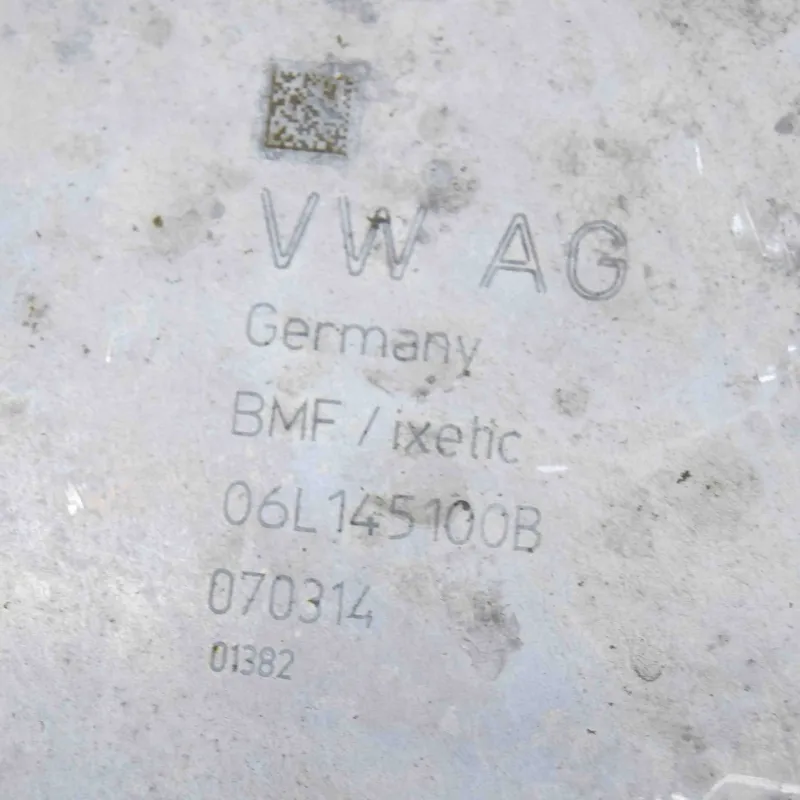 VW AG
Germany
BMF / ixetic
06L145100B
070314
01382